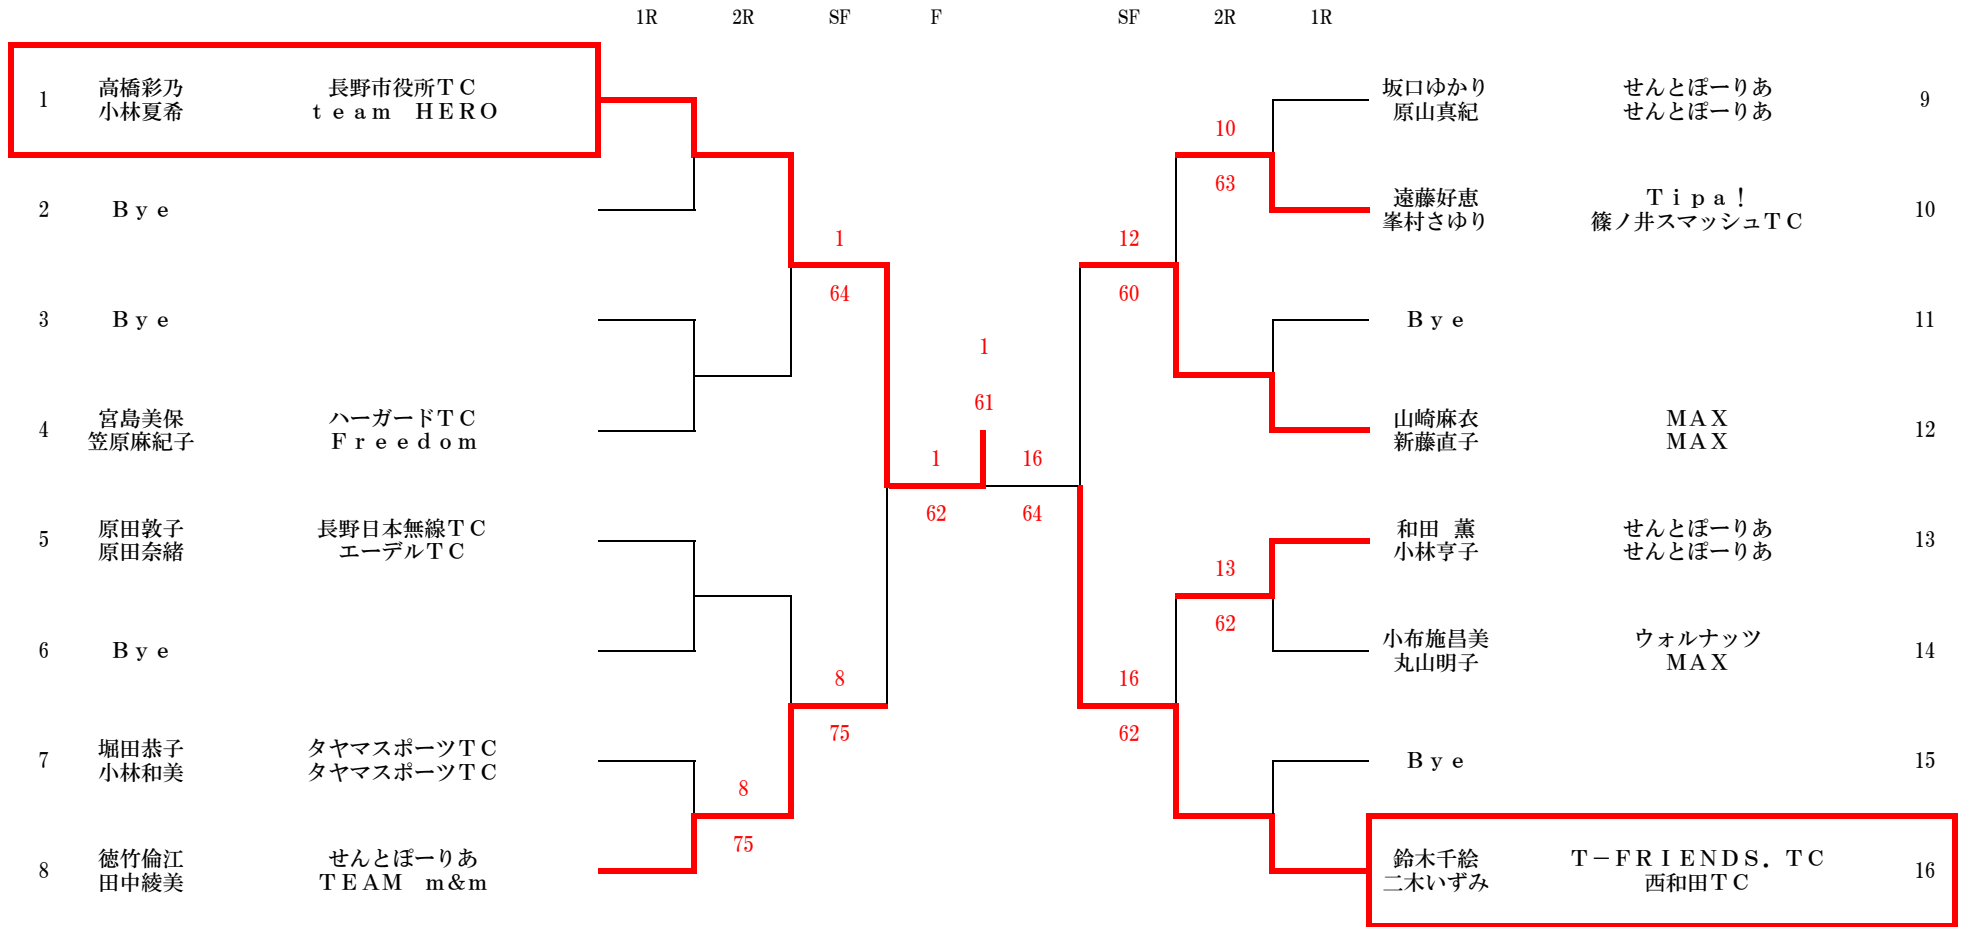 1R 2R SF F SF 2R 1R
1 高橋彩乃 長野市役所ＴＣ
小林夏希 ｔｅａｍ　ＨＥＲＯ
2 Ｂｙｅ
3 Ｂｙｅ
4 宮島美保 ハーガードＴＣ
笠原麻紀子 Ｆｒｅｅｄｏｍ
5 原田敦子 長野日本無線ＴＣ
原田奈緒 エーデルＴＣ
6 Ｂｙｅ
7 堀田恭子 タヤマスポーツＴＣ
小林和美 タヤマスポーツＴＣ
8 徳竹倫江 せんとぽーりあ
田中綾美 ＴＥＡＭ　ｍ＆ｍ
8
75
1
64
8
75
1
62
1
61
16
64
12
60
16
62
10
63
13
62
坂口ゆかり せんとぽーりあ 9
原山真紀 せんとぽーりあ
遠藤好恵 Ｔｉｐａ！ 10
峯村さゆり 篠ノ井スマッシュＴＣ
Ｂｙｅ 11
山崎麻衣 ＭＡＸ 12
新藤直子 ＭＡＸ
和田　薫 せんとぽーりあ 13
小林亨子 せんとぽーりあ
小布施昌美 ウォルナッツ 14
丸山明子 ＭＡＸ
Ｂｙｅ 15
鈴木千絵 Ｔ－ＦＲＩＥＮＤＳ．ＴＣ 16
二木いずみ 西和田ＴＣ